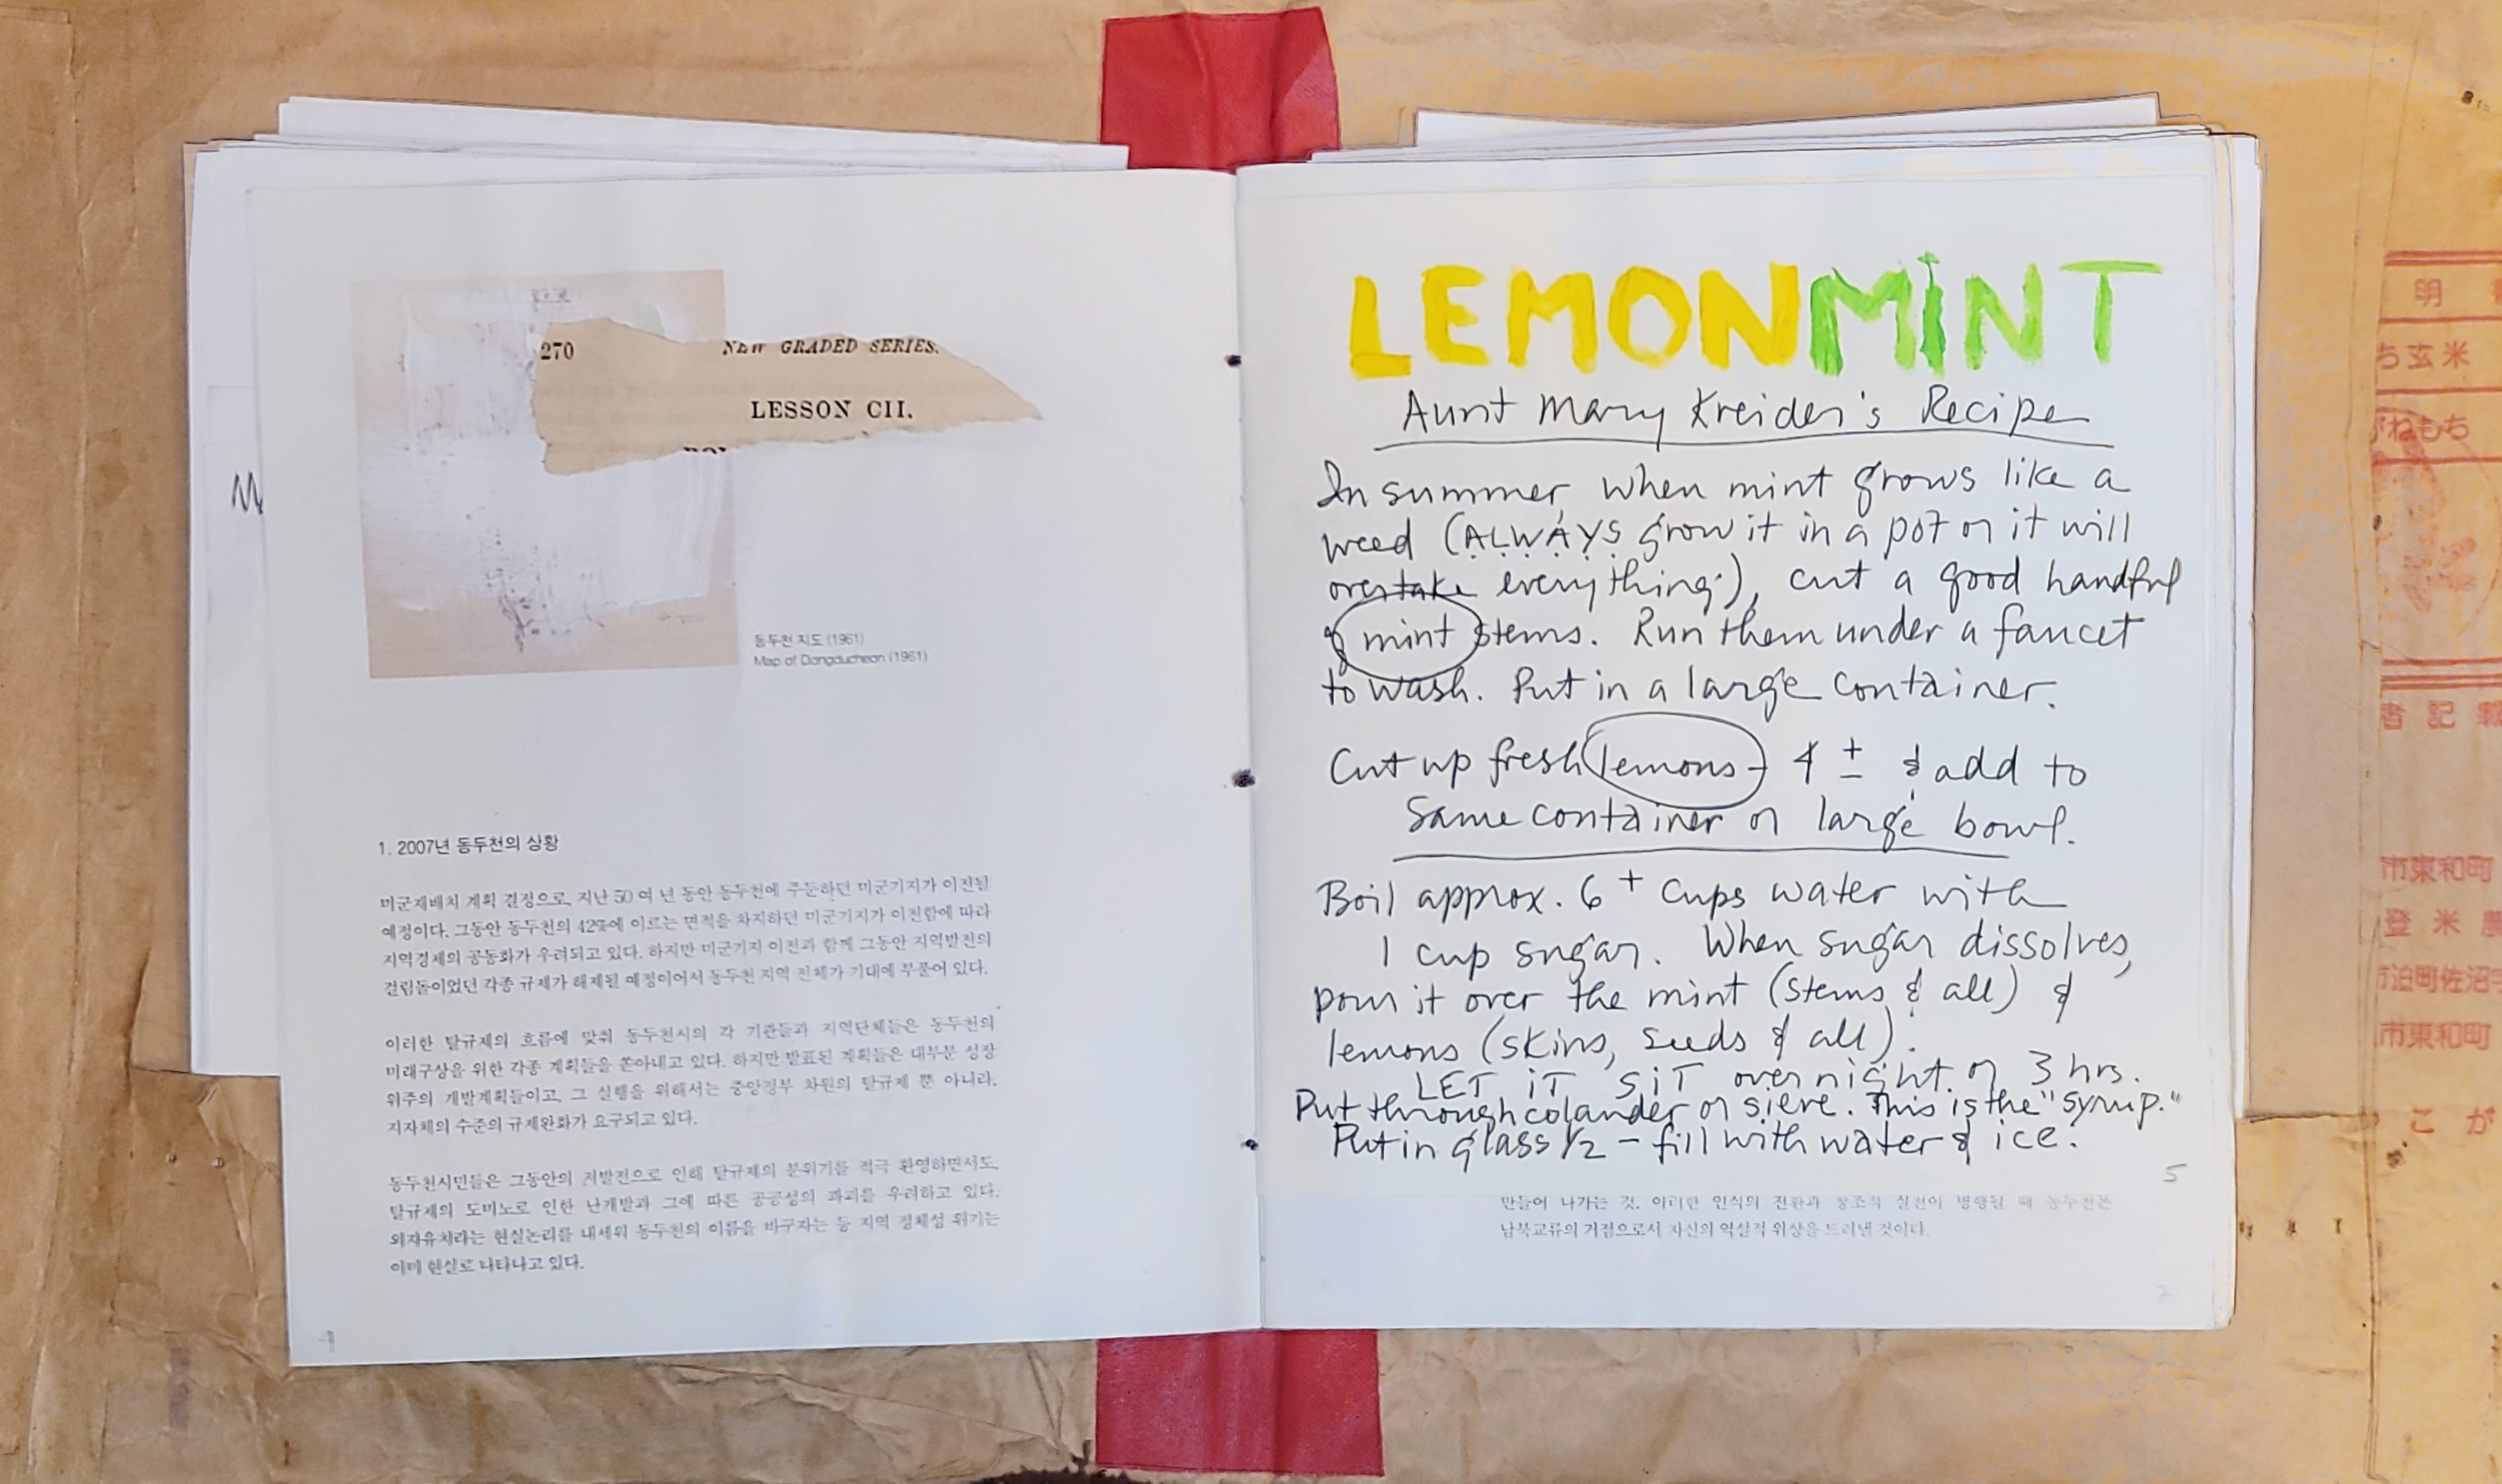 270
NEW GRADED SERIES.
LESSON CII.
동두천 지도 (1961)
Map of Dongducheon (1961)
1. 2007년 동두천의 상황
미군재배치 계획 결정으로, 지난 50 여 년 동안 동두천에 주둔하던 미군기지가 이전될
예정이다. 그동안 동두천의 42%에 이르는 면적을 차지하던 미군기지가 이전함에 따라
지역경제의 공동화가 우려되고 있다. 하지만 미군기지 이전과 함께 그동안 지역발전의
걸림돌이었던 각종 규제가 해제될 예정이어서 동두천 지역 전체가 기대에 부풀어 있다.
이러한 탈규제의 흐름에 맞춰 동두천시의 각 기관들과 지역단체들은 동두천의
미래구상을 위한 각종 계획들을 쏟아내고 있다. 하지만 발표된 계획들은 대부분 성장
위주의 개발계획들이고, 그 실행을 위해서는 중앙정부 차원의 탈규제 뿐 아니라,
지자체의 수준의 규제완화가 요구되고 있다.
동두천시민들은 그동안의 저발전으로 인해 탈규제의 분위기를 적극 환영하면서도,
탈규제의 도미노로 인한 난개발과 그에 따른 공공성의 파괴를 우려하고 있다.
외자유치라는 현실논리를 내세워 동두천의 이름을 바꾸자는 등 지역 정체성 위기는
이미 현실로 나타나고 있다.
LEMONMINT
Aunt Mary Kreider's Recipe
In summer, when mint grows like a
weed (ALWAYS grow it in a pot or it will
overtake everything!), cut a good handful
of mint stems. Run them under a faucet
to wash. Put in a large container.
Cut up fresh lemons - 4 ± & add to
same container or large bowl.
Boil approx. 6 + cups water with
1 cup sugar. When sugar dissolves,
pour it over the mint (stems & all) &
lemons (skins, seeds & all).
LET iT SiT overnight. or 3 hrs.
Put through colander or sieve. This is the "syrup."
Put in glass 1/2 - fill with water & ice.
5
만들어 나가는 것. 이러한 인식의 전환과 창조적 실천이 병행될 때 동두천은
남북교류의 거점으로서 자신의 역설적 위상을 드러낼 것이다.
7
明
ち玄米
がねもち
者記載
市東和町
登米農
市迫町佐沼字
市東和町
こが